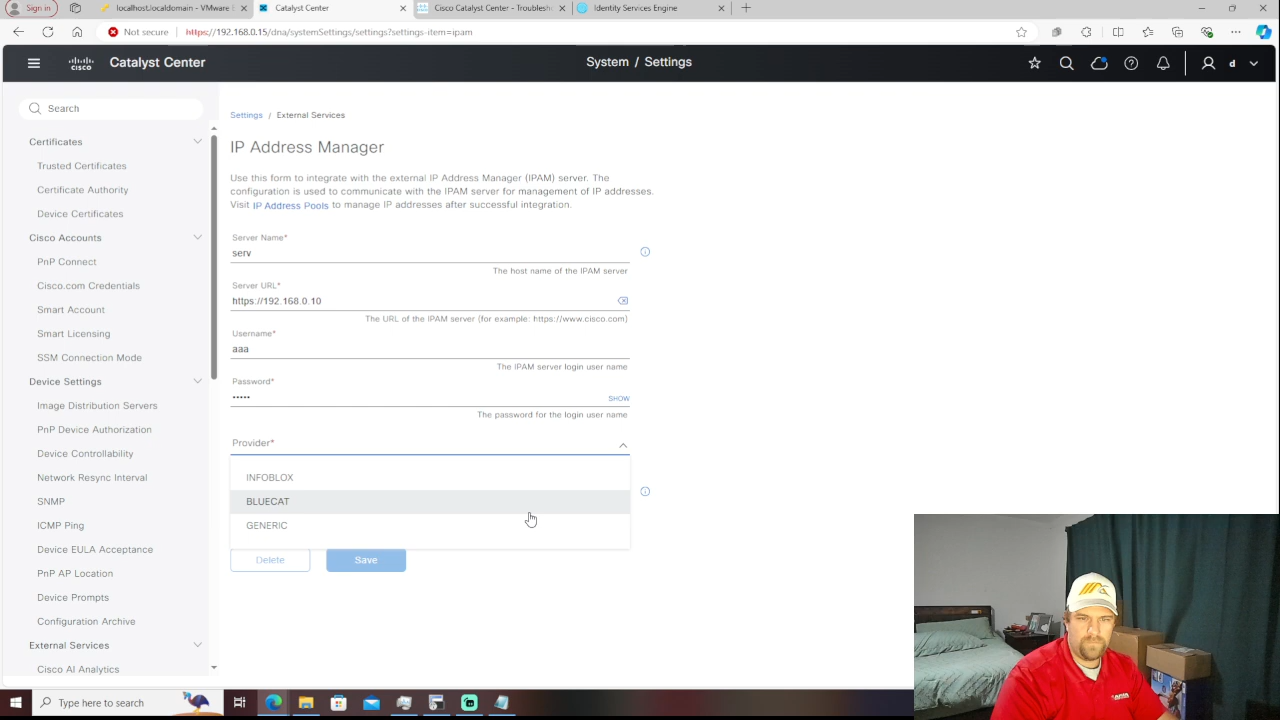 Sign in
localhost.localdomain - VMware E
Catalyst Center
Cisco Catalyst Center - Troublesho
Identity Services Engine
Not secure
https://192.168.0.15/dna/systemSettings/settings?settings-item=ipam
CISCO
Catalyst Center
System / Settings
d
Search
Certificates
Trusted Certificates
Certificate Authority
Device Certificates
Cisco Accounts
PnP Connect
Cisco.com Credentials
Smart Account
Smart Licensing
SSM Connection Mode
Device Settings
Image Distribution Servers
PnP Device Authorization
Device Controllability
Network Resync Interval
SNMP
ICMP Ping
Device EULA Acceptance
PnP AP Location
Device Prompts
Configuration Archive
External Services
Cisco AI Analytics
Settings / External Services
IP Address Manager
Use this form to integrate with the external IP Address Manager (IPAM) server. The
configuration is used to communicate with the IPAM server for management of IP addresses.
Visit IP Address Pools to manage IP addresses after successful integration.
Server Name*
serv
The host name of the IPAM server
Server URL*
https://192.168.0.10
The URL of the IPAM server (for example: https://www.cisco.com)
Username*
aaa
The IPAM server login user name
Password*
•••••
SHOW
The password for the login user name
Provider*
INFOBLOX
BLUECAT
GENERIC
Delete
Save
Type here to search